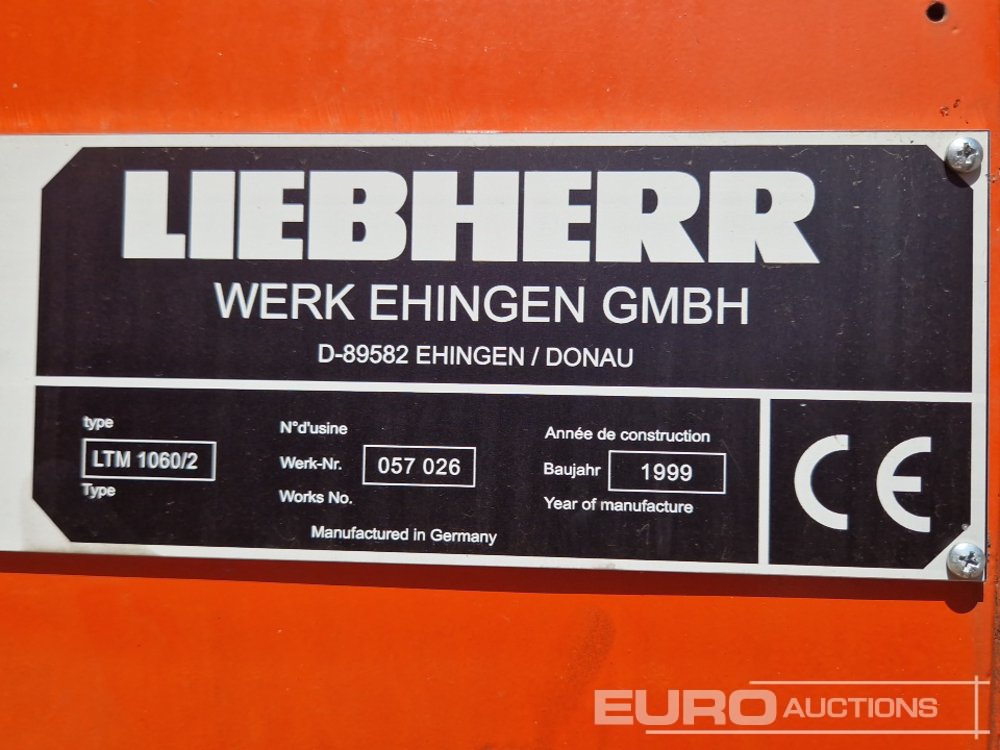 LIEBHERR
WERK EHINGEN GMBH
D-89582 EHINGEN / DONAU
type
LTM 1060/2
Type
N°d'usine
Werk-Nr. 057 026
Works No.
Année de construction
Baujahr 1999
Year of manufacture
Manufactured in Germany
CE
EURO AUCTIONS